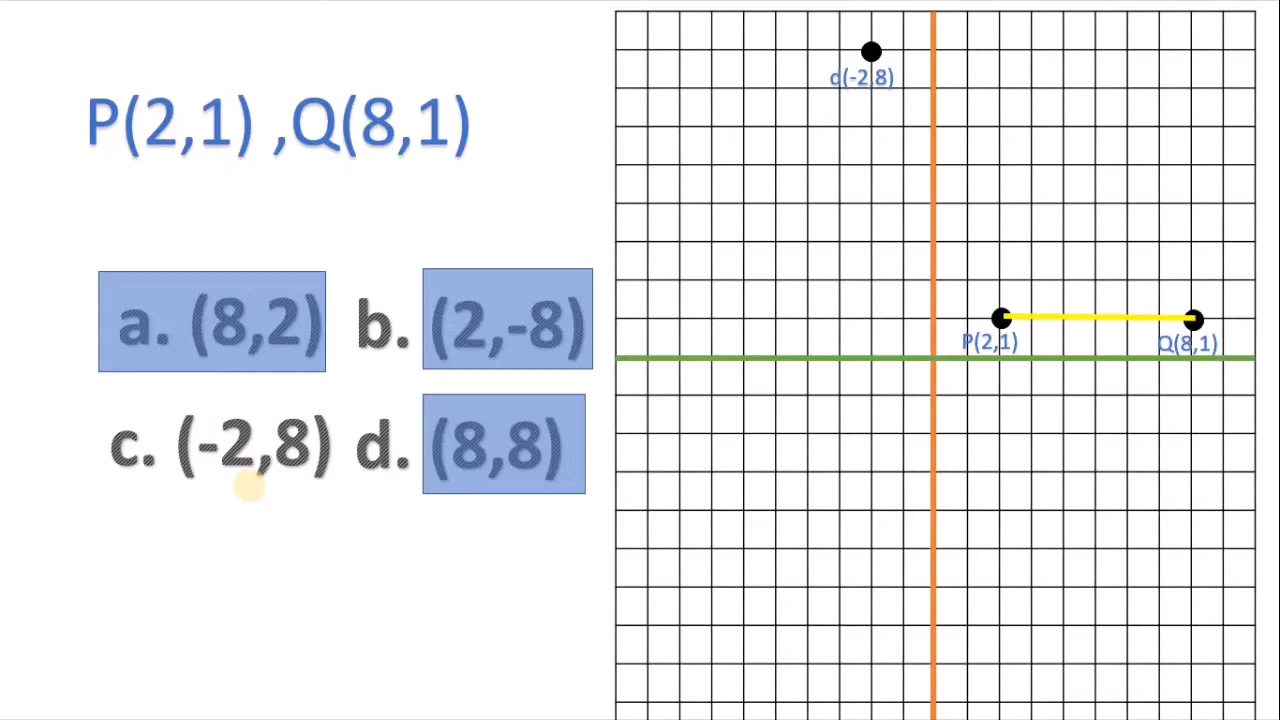 P(2,1) ,Q(8,1)
a. (8,2) b. (2,-8)
c. (-2,8) d. (8,8)
d(-2,8)
P(2,1)
Q(8,1)